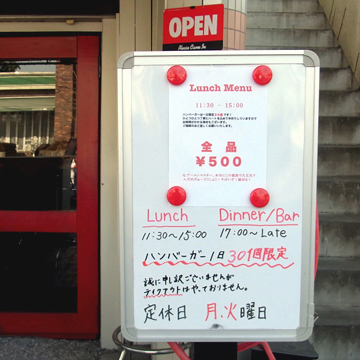 OPEN
Please Come In
Lunch Menu
11:30 - 15:00
全品
¥500
Lunch Dinner/Bar
11:30～15:00 17:00～Late
ハンバーガー1日30個限定
誠に申し訳ございませんが
テイクアウトはやっておりません。
定休日 月.火曜日